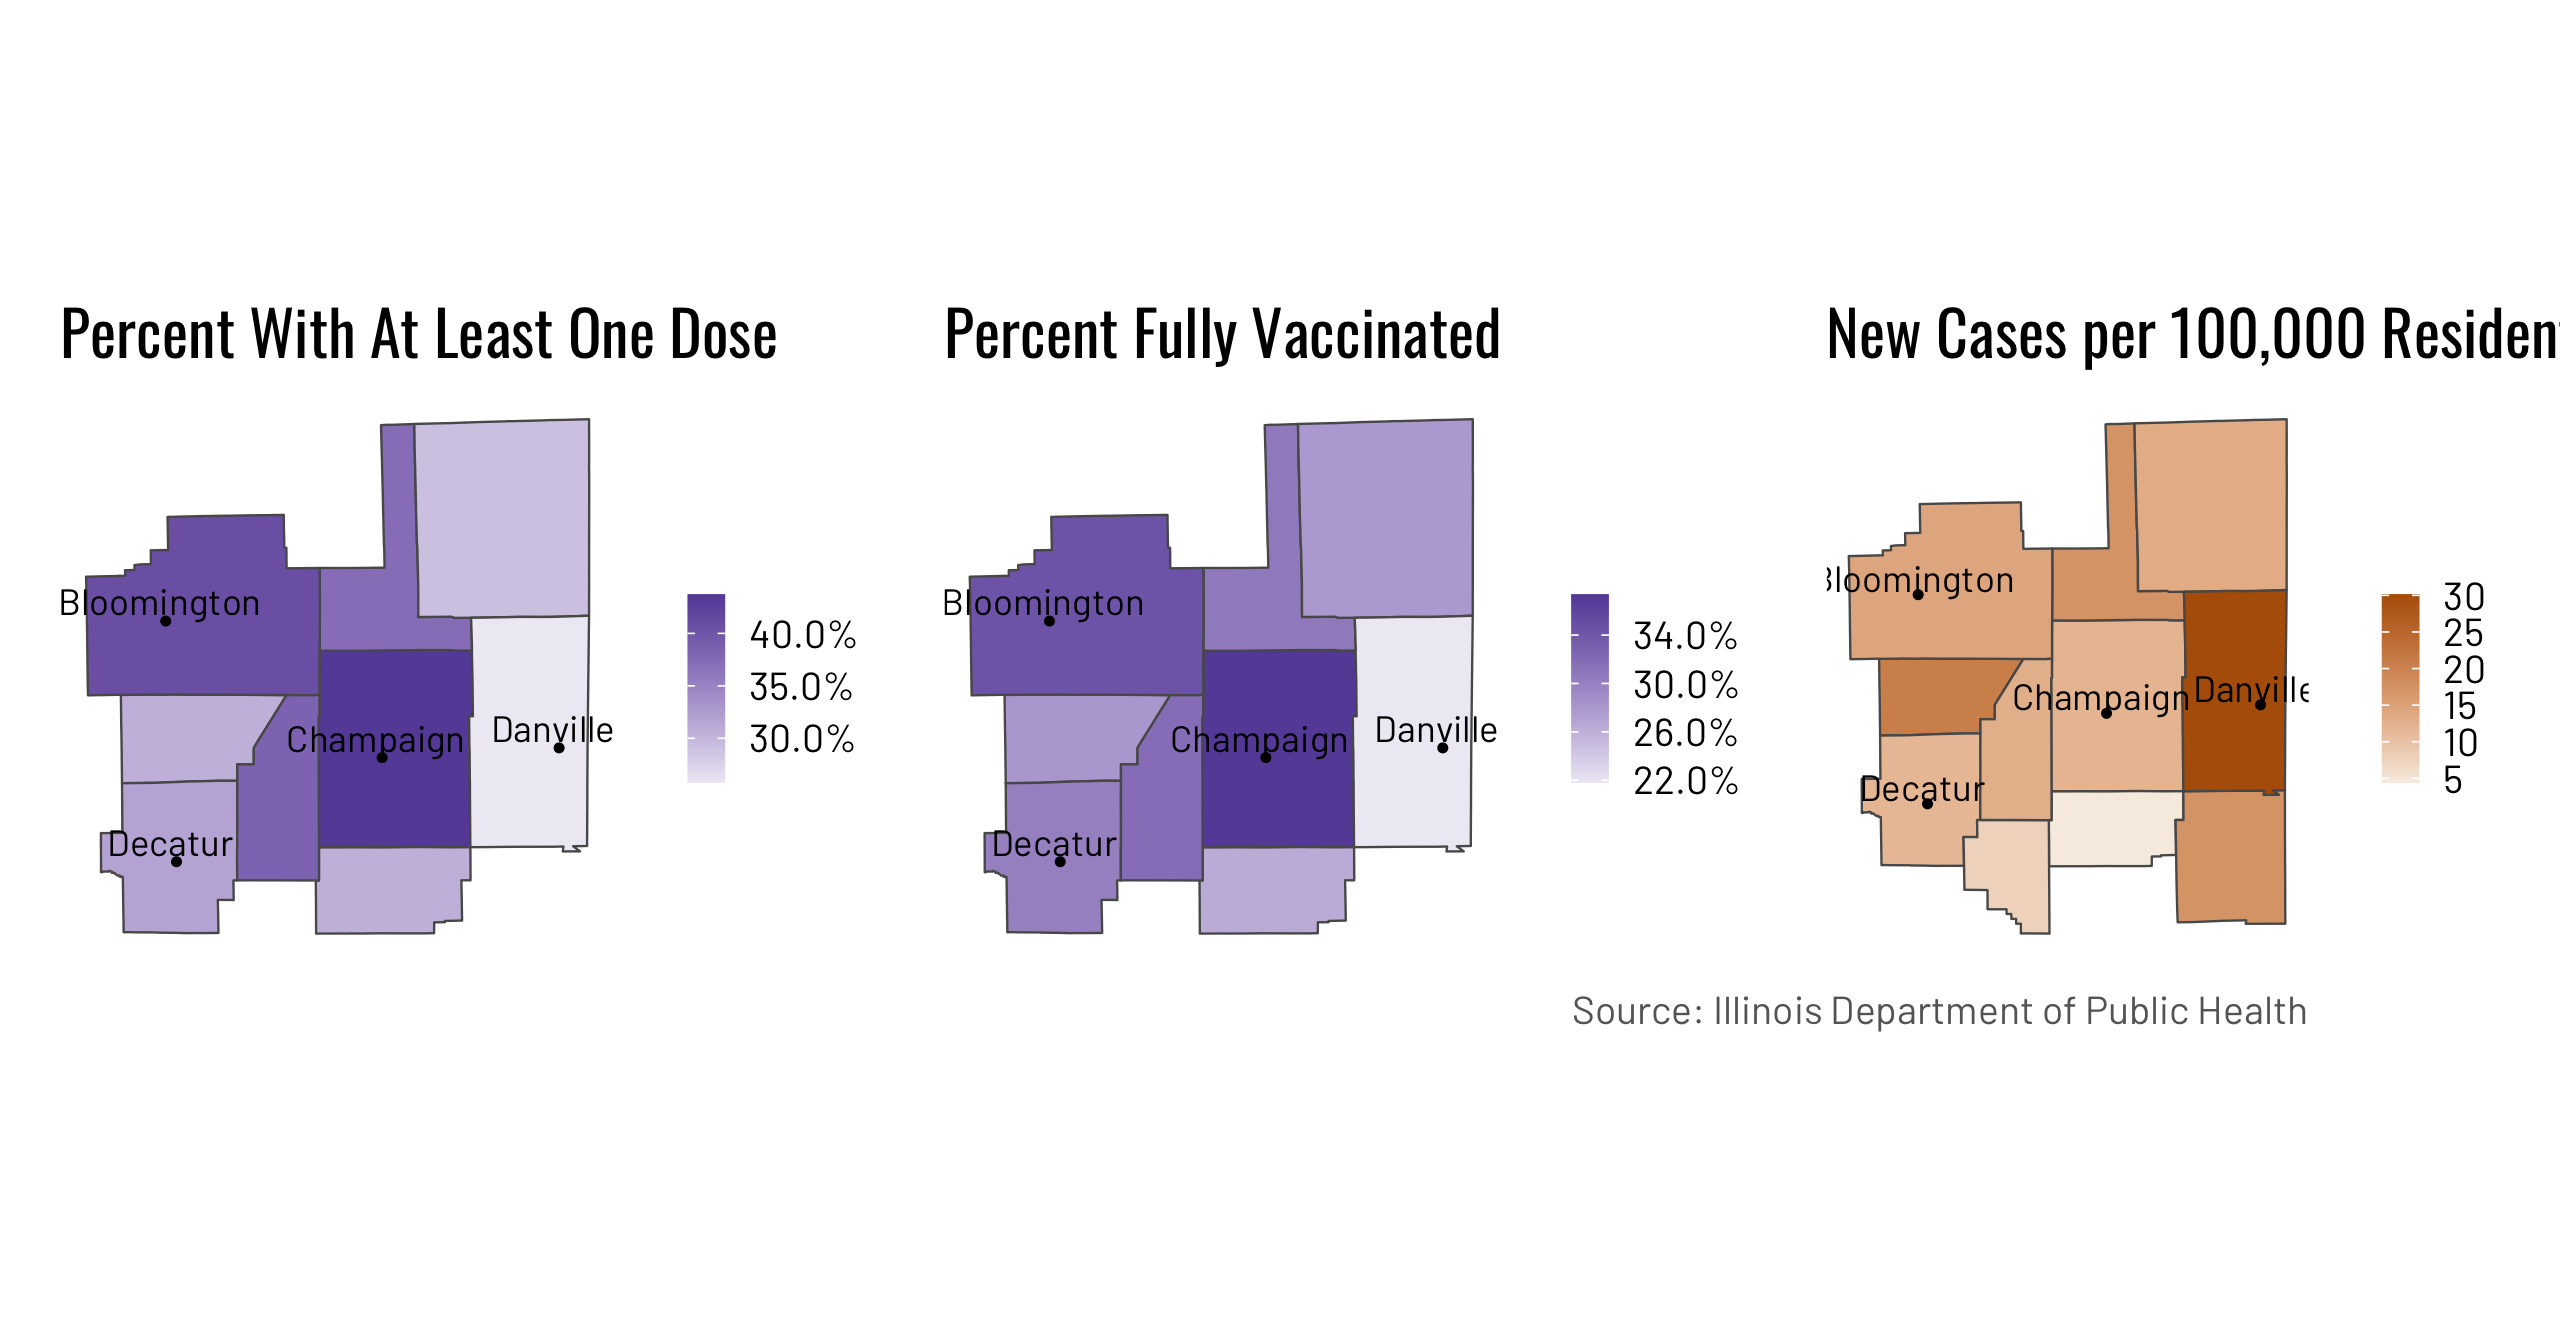 Percent With At Least One Dose
Bloomington
Champaign
Danville
Decatur
40.0%
35.0%
30.0%
Percent Fully Vaccinated
Bloomington
Champaign
Danville
Decatur
34.0%
30.0%
26.0%
22.0%
New Cases per 100,000 Residen
Bloomington
Champaign
Danville
Decatur
30
25
20
15
10
5
Source: Illinois Department of Public Health